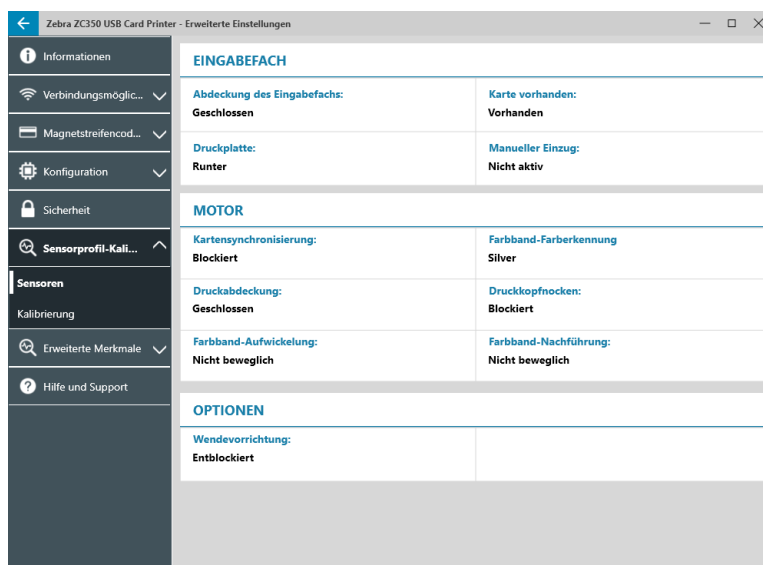 Zebra ZC350 USB Card Printer - Erweiterte Einstellungen
Informationen
Verbindungsmöglic...
Magnetstreifencod...
Konfiguration
Sicherheit
Sensorprofil-Kali...
Sensoren
Kalibrierung
Erweiterte Merkmale
Hilfe und Support
EINGABEFACH
Abdeckung des Eingabefachs:
Geschlossen
Karte vorhanden:
Vorhanden
Druckplatte:
Runter
Manueller Einzug:
Nicht aktiv
MOTOR
Kartensynchronisierung:
Blockiert
Farbband-Farberkennung
Silver
Druckabdeckung:
Geschlossen
Druckkopfnocken:
Blockiert
Farbband-Aufwickelung:
Nicht beweglich
Farbband-Nachführung:
Nicht beweglich
OPTIONEN
Wendevorrichtung:
Entblockiert